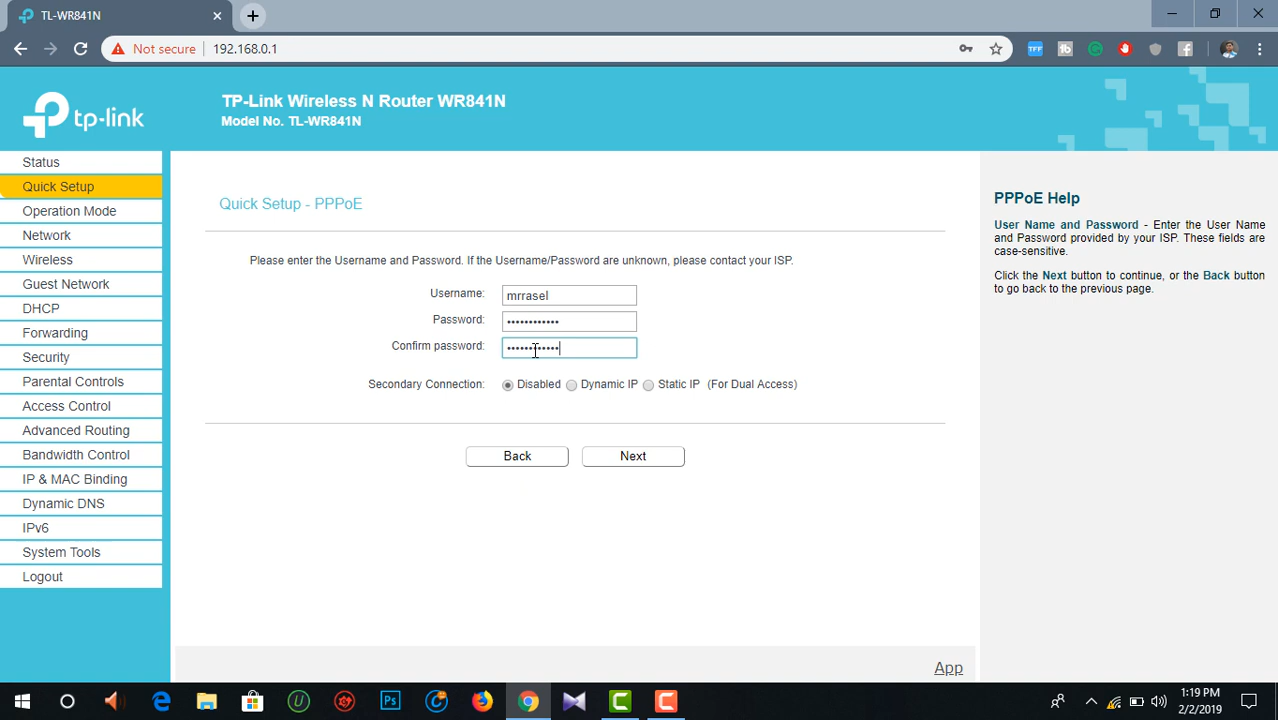 TL-WR841N
Not secure 192.168.0.1
TFF
tp-link
TP-Link Wireless N Router WR841N
Model No. TL-WR841N
Status
Quick Setup
Operation Mode
Network
Wireless
Guest Network
DHCP
Forwarding
Security
Parental Controls
Access Control
Advanced Routing
Bandwidth Control
IP & MAC Binding
Dynamic DNS
IPv6
System Tools
Logout
Quick Setup - PPPoE
Please enter the Username and Password. If the Username/Password are unknown, please contact your ISP.
Username: mrrasel
Password: ••••••••••••
Confirm password: ••••••••••••
Secondary Connection: Disabled Dynamic IP Static IP (For Dual Access)
Back Next
App
PPPoE Help
User Name and Password - Enter the User Name
and Password provided by your ISP. These fields are
case-sensitive.
Click the Next button to continue, or the Back button
to go back to the previous page.
1:19 PM
2/2/2019